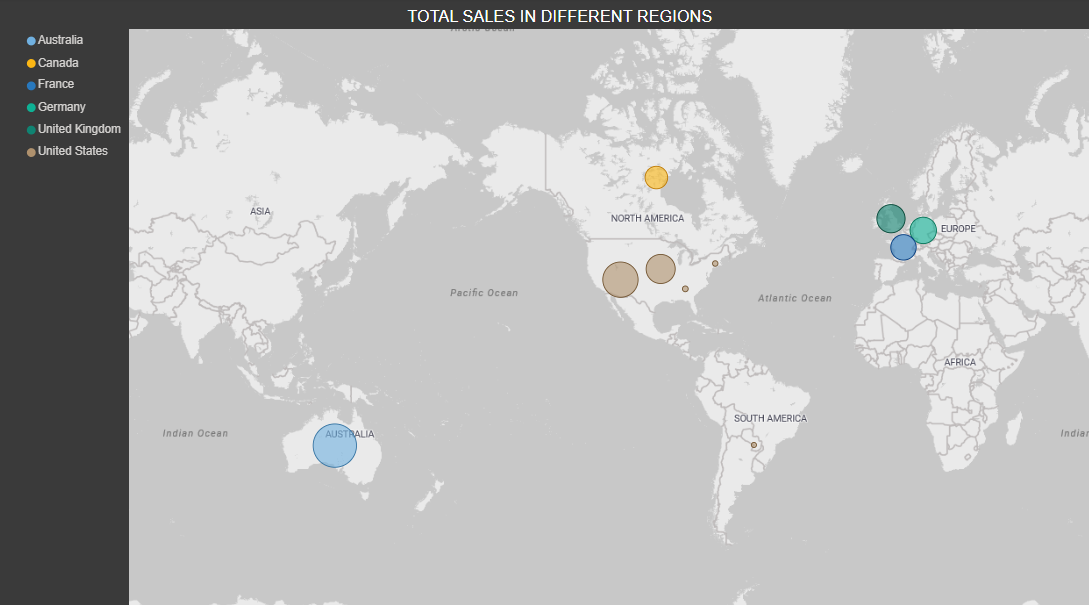 TOTAL SALES IN DIFFERENT REGIONS
Australia
Canada
France
Germany
United Kingdom
United States
ASIA
NORTH AMERICA
EUROPE
Pacific Ocean
Atlantic Ocean
AFRICA
SOUTH AMERICA
Indian Ocean
AUSTRALIA